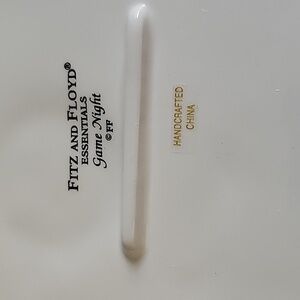 FITZ AND FLOYD®
ESSENTIALS
Game Night
© FF
HANDCRAFTED
CHINA